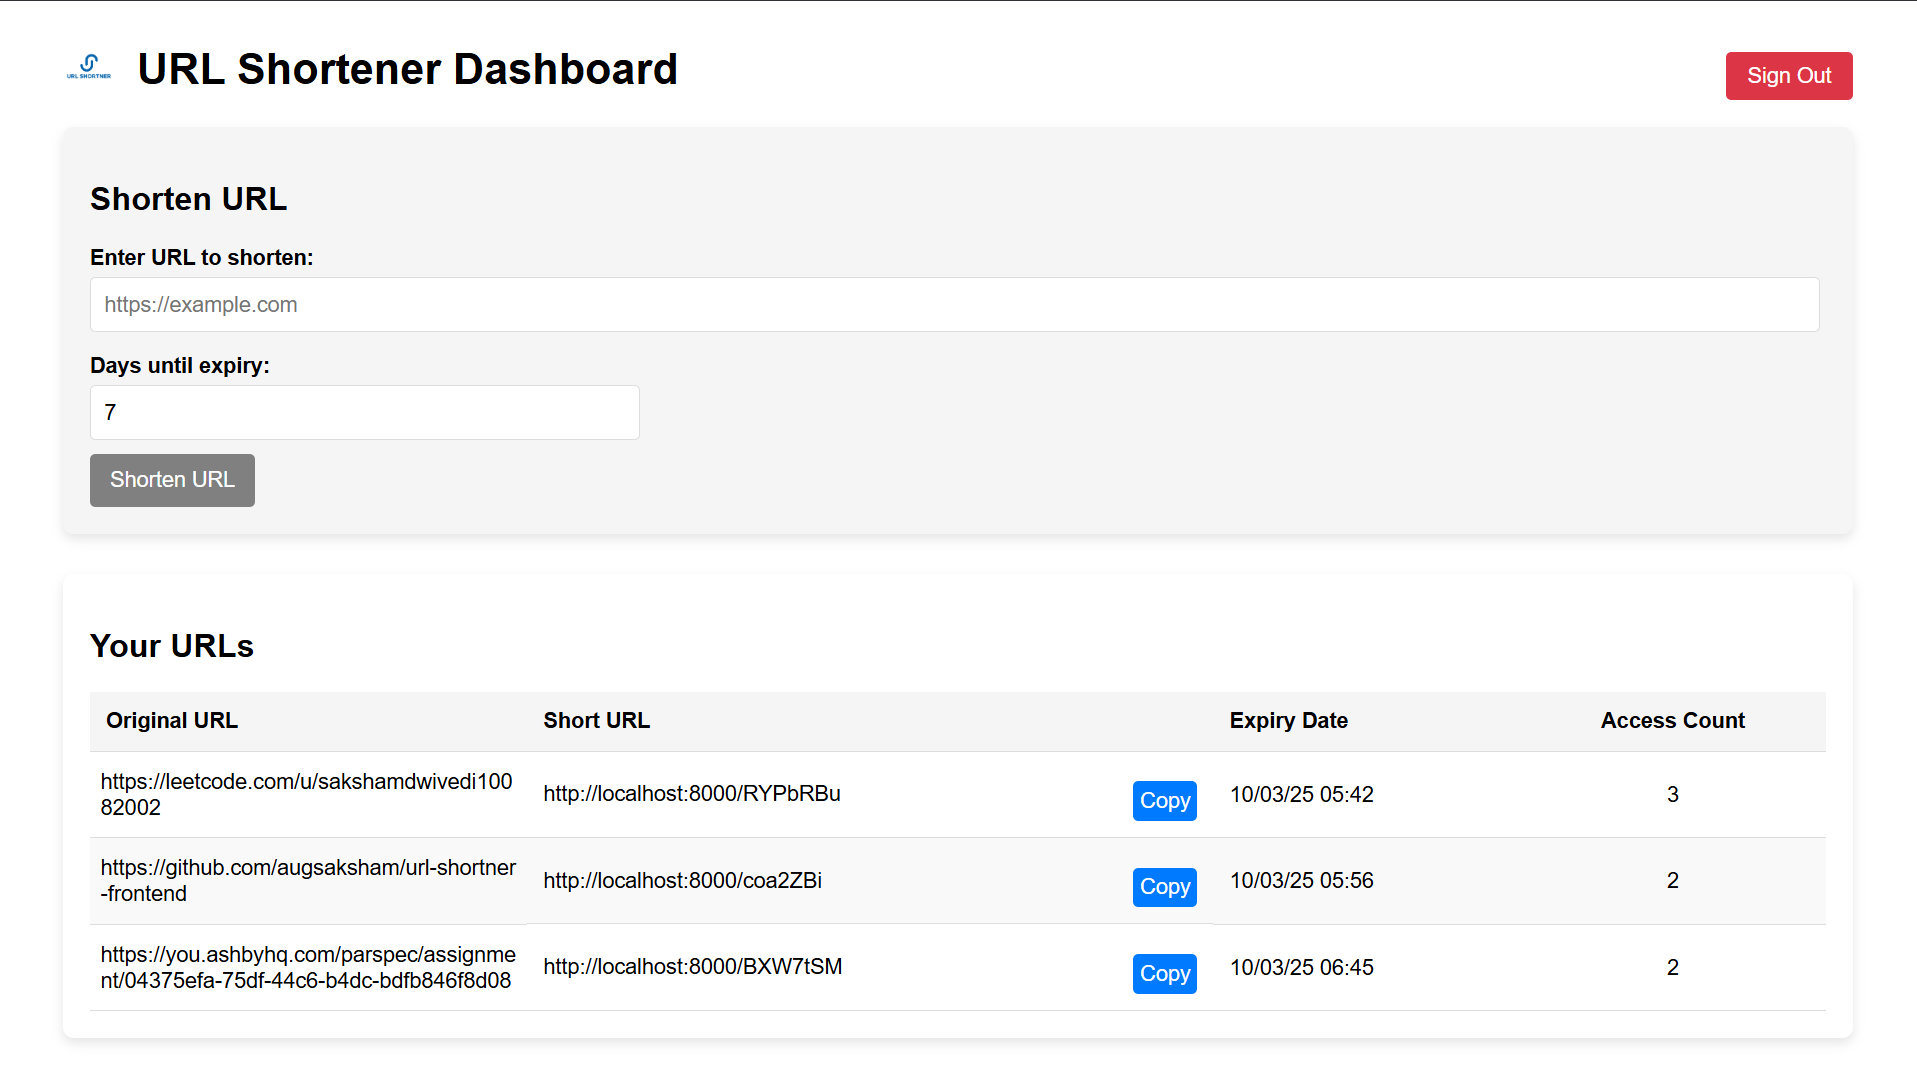 URL SHORTNER
URL Shortener Dashboard
Sign Out
Shorten URL
Enter URL to shorten:
https://example.com
Days until expiry:
7
Shorten URL
Your URLs
Original URL Short URL Expiry Date Access Count
https://leetcode.com/u/sakshamdwivedi100
82002
http://localhost:8000/RYPbRBu Copy 10/03/25 05:42 3
https://github.com/augsaksham/url-shortner
-frontend
http://localhost:8000/coa2ZBi Copy 10/03/25 05:56 2
https://you.ashbyhq.com/parspec/assignme
nt/04375efa-75df-44c6-b4dc-bdfb846f8d08
http://localhost:8000/BXW7tSM Copy 10/03/25 06:45 2